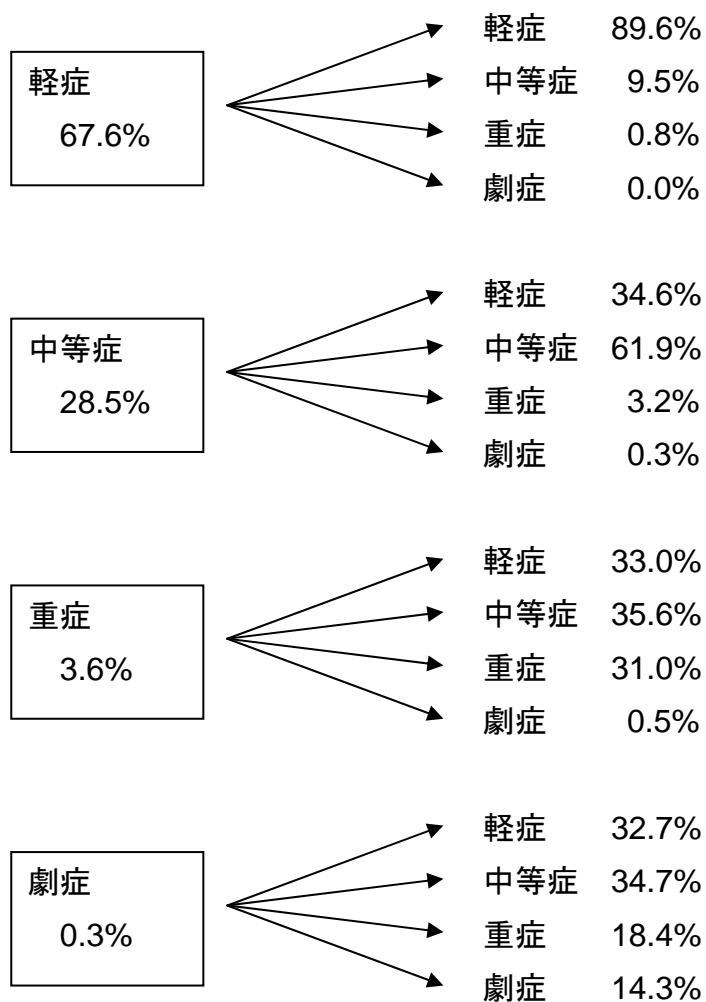 軽症
67.6%
軽症 89.6%
中等症 9.5%
重症 0.8%
劇症 0.0%
中等症
28.5%
軽症 34.6%
中等症 61.9%
重症 3.2%
劇症 0.3%
重症
3.6%
軽症 33.0%
中等症 35.6%
重症 31.0%
劇症 0.5%
劇症
0.3%
軽症 32.7%
中等症 34.7%
重症 18.4%
劇症 14.3%